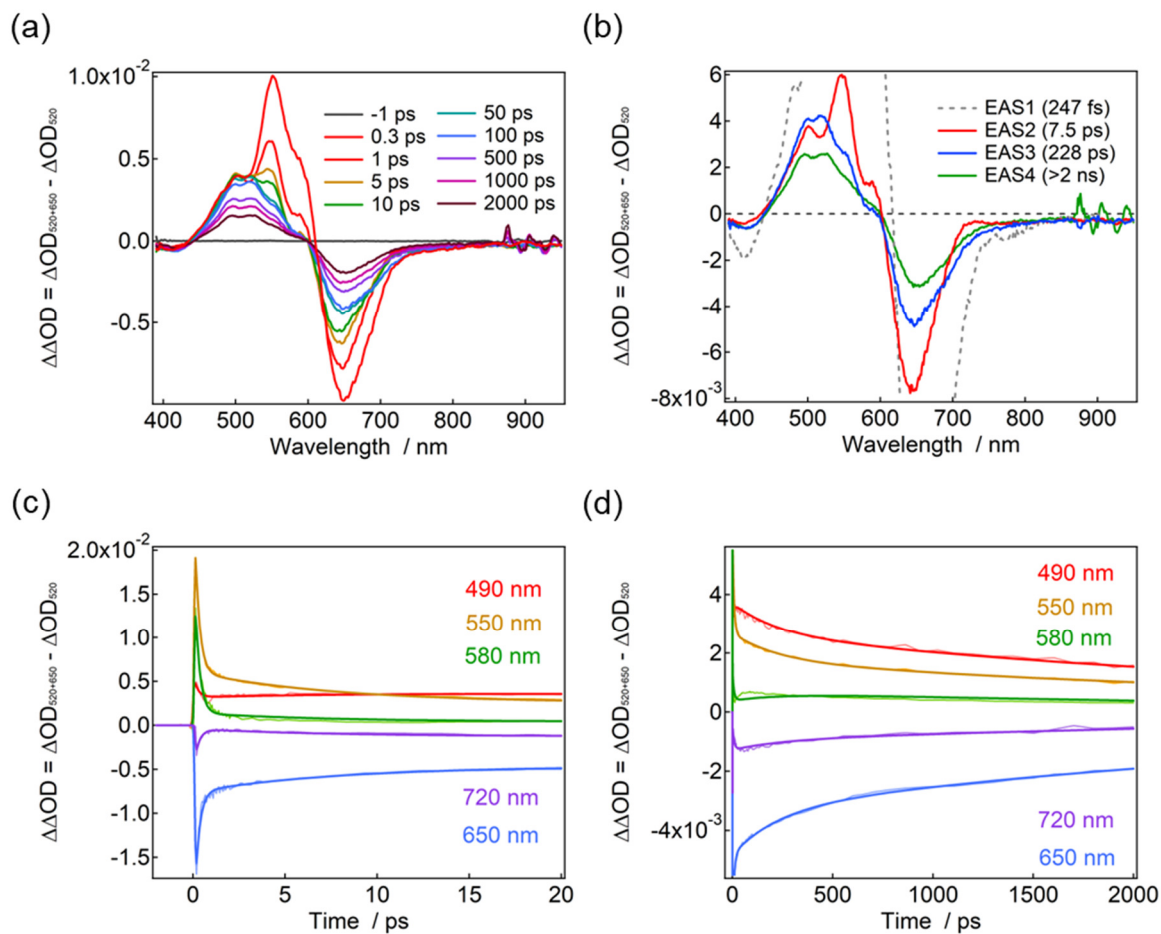 (a)
ΔΔOD = ΔOD520+650 - ΔOD520
1.0x10-2
0.5
0.0
-0.5
-1 ps
0.3 ps
1 ps
5 ps
10 ps
50 ps
100 ps
500 ps
1000 ps
2000 ps
400 500 600 700 800 900
Wavelength / nm
(b)
ΔΔOD = ΔOD520+650 - ΔOD520
6
4
2
0
-2
-4
-6
-8x10-3
EAS1 (247 fs)
EAS2 (7.5 ps)
EAS3 (228 ps)
EAS4 (>2 ns)
400 500 600 700 800 900
Wavelength / nm
(c)
ΔΔOD = ΔOD520+650 - ΔOD520
2.0x10-2
1.5
1.0
0.5
0.0
-0.5
-1.0
-1.5
490 nm
550 nm
580 nm
720 nm
650 nm
0 5 10 15 20
Time / ps
(d)
ΔΔOD = ΔOD520+650 - ΔOD520
4
2
0
-2
-4x10-3
490 nm
550 nm
580 nm
720 nm
650 nm
0 500 1000 1500 2000
Time / ps